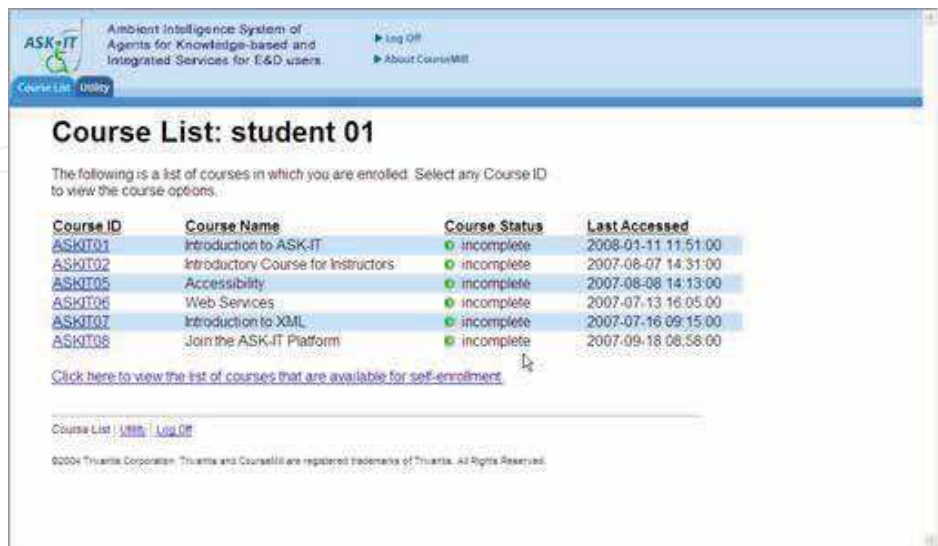 ASK-IT
Ambient Intelligence System of
Agents for Knowledge-based and
Integrated Services for E&D users
Log Off
About CourseMill
Course List Utility
Course List: student 01
The following is a list of courses in which you are enrolled. Select any Course ID
to view the course options.
Course ID Course Name Course Status Last Accessed
ASKIT01 Introduction to ASK-IT incomplete 2008-01-11 11:51:00
ASKIT02 Introductory Course for Instructors incomplete 2007-08-07 14:31:00
ASKIT05 Accessibility incomplete 2007-08-08 14:13:00
ASKIT06 Web Services incomplete 2007-07-13 16:05:00
ASKIT07 Introduction to XML incomplete 2007-07-16 09:15:00
ASKIT08 Join the ASK-IT Platform incomplete 2007-09-18 08:58:00
Click here to view the list of courses that are available for self-enrollment.
Course List | Utility | Log Off
©2004 Trivantis Corporation. Trivantis and CourseMill are registered trademarks of Trivantis. All Rights Reserved.